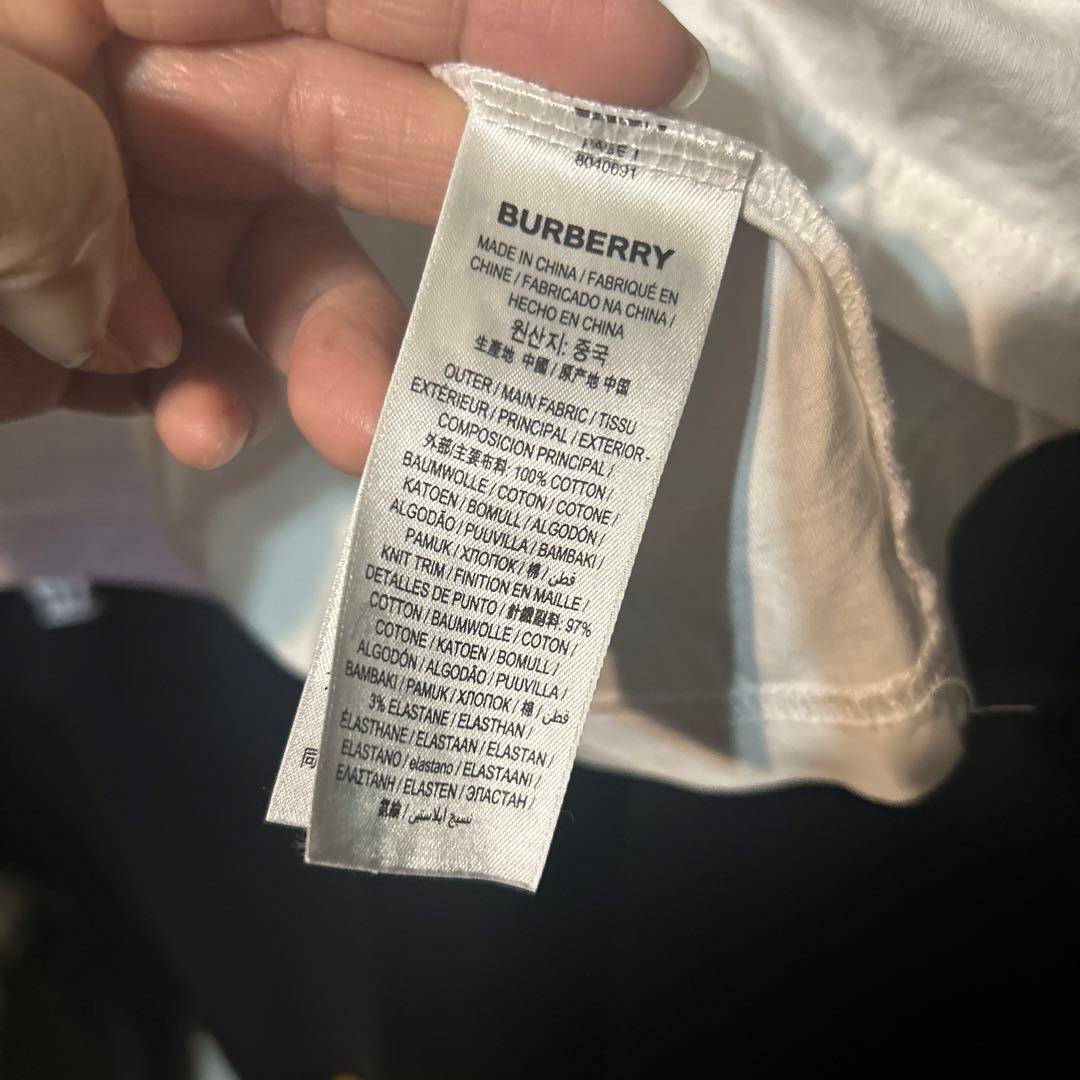 PAGE 1
8040691
BURBERRY
MADE IN CHINA / FABRIQUÉ EN
CHINE / FABRICADO NA CHINA /
HECHO EN CHINA
원산지: 중국
生產地 中國 / 原产地 中国
OUTER / MAIN FABRIC / TISSU
EXTÉRIEUR / PRINCIPAL / EXTERIOR -
COMPOSICIÓN PRINCIPAL /
外部/主要布料: 100% COTTON /
BAUMWOLLE / COTON / COTONE /
KATOEN / BOMULL / ALGODÓN /
ALGODÃO / PUUVILLA / BAMBAKI /
PAMUK / ХЛОПОК / 棉 / قطن
KNIT TRIM / FINITION EN MAILLE /
DETALLES DE PUNTO / 針織副料: 97%
COTTON / BAUMWOLLE / COTON /
COTONE / KATOEN / BOMULL /
ALGODÓN / ALGODÃO / PUUVILLA /
BAMBAKI / PAMUK / ХЛОПОК / 棉 / قطن
3% ELASTANE / ELASTHAN /
ÉLASTHANE / ELASTAAN / ELASTAN /
ELASTANO / elastano / ELASTAANI /
ΕΛΑΣΤΑΝΗ / ELASTEN / ЭЛАСТАН /
氨綸 / نسيج ايلاستين